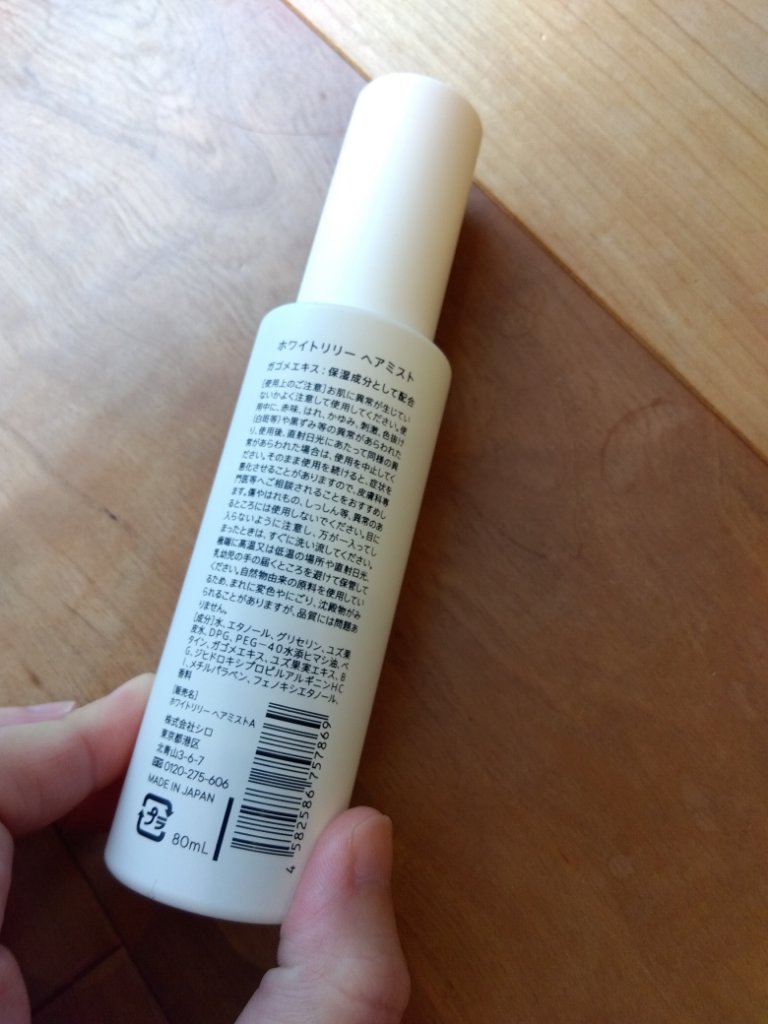 ホワイトリリー ヘアミスト
ガゴメエキス：保湿成分として配合
[使用上のご注意]お肌に異常が生じてい
ないかよく注意して使用してください。使
用中に、赤味、はれ、かゆみ、刺激、色抜け
(白斑等)や黒ずみ等の異常があらわれた
り、使用後、直射日光にあたって同様の異
常があらわれた場合は、使用を中止してく
ださい。そのまま使用を続けると、症状を
悪化させることがありますので、皮膚科専
門医等へご相談されることをおすすめし
ます。傷やはれもの、しっしん等、異常のあ
るところには使用しないでください。目に
入らないように注意し、万が一入ってし
まったときは、すぐに洗い流してください。
極端に高温又は低温の場所や直射日光、
乳幼児の手の届くところを避けて保管して
ください。自然物由来の原料を使用してい
るため、まれに変色やにごり、沈殿物がみ
られることがありますが、品質には問題あ
りません。
[成分]水、エタノール、グリセリン、ユズ果
皮水、DPG、PEG-40水添ヒマシ油、ベ
タイン、ガゴメエキス、ユズ果実エキス、B
G、ジヒドロキシプロピルアルギニンHC
l、メチルパラベン、フェノキシエタノール、
香料
[販売名]
ホワイトリリー ヘアミストA
株式会社シロ
東京都港区
北青山3-6-7
0120-275-606
MADE IN JAPAN
プラ
80mL
4 582586 757869